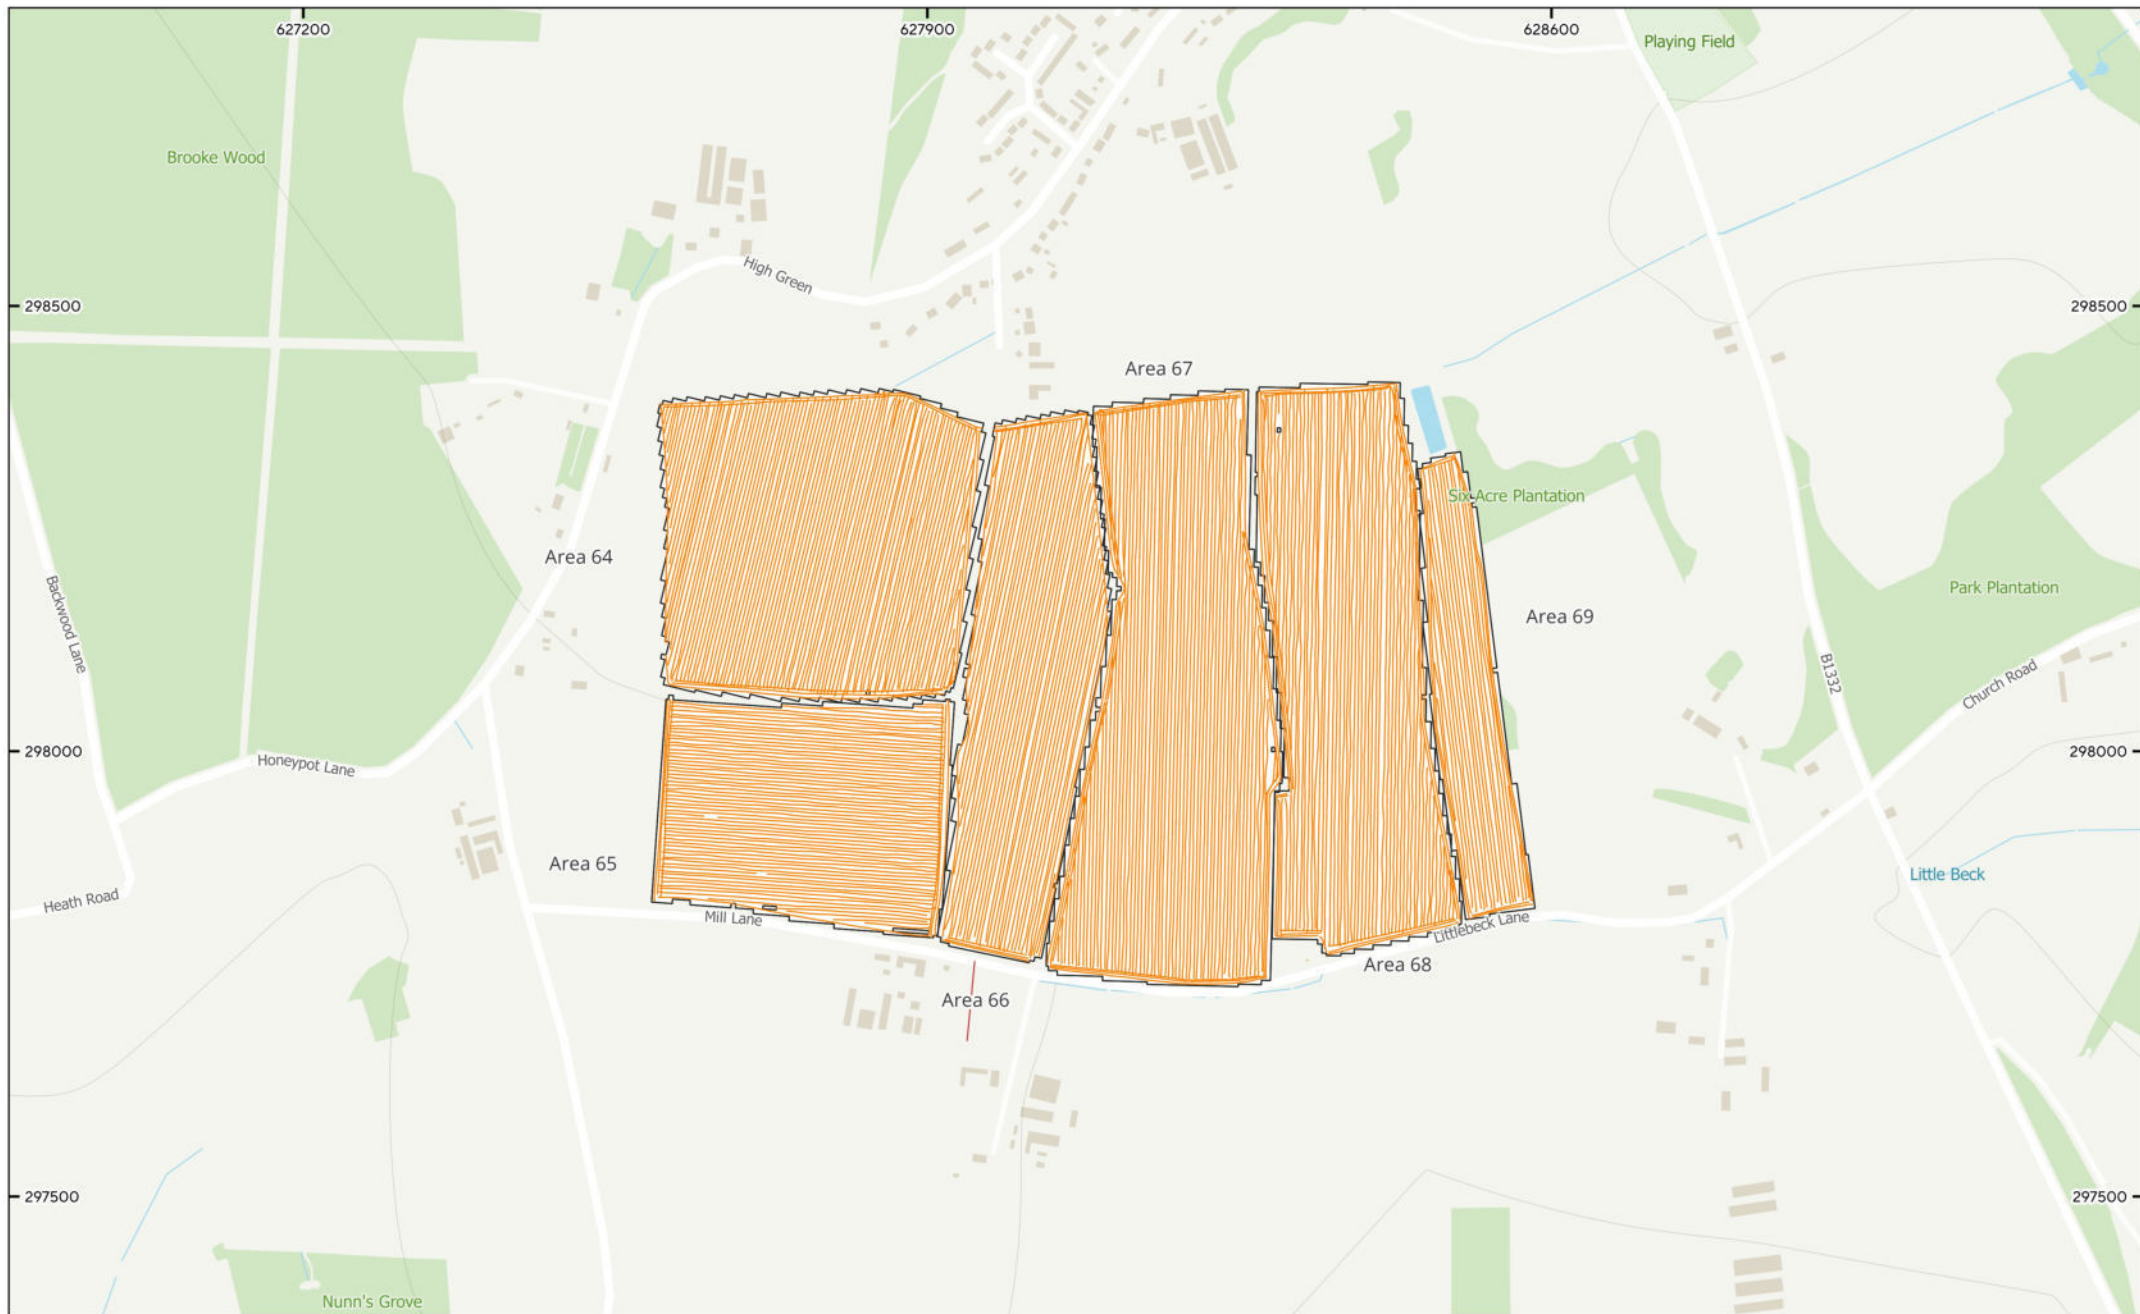 627200
627900
628600
Playing Field
Brooke Wood
High Green
298500
298500
Area 67
Six Acre Plantation
Area 64
Backwood Lane
Park Plantation
Area 69
B1332
Church Road
298000
298000
Honeypot Lane
Area 65
Little Beck
Heath Road
Mill Lane
Littlebeck Lane
Area 68
Area 66
297500
297500
Nunn's Grove